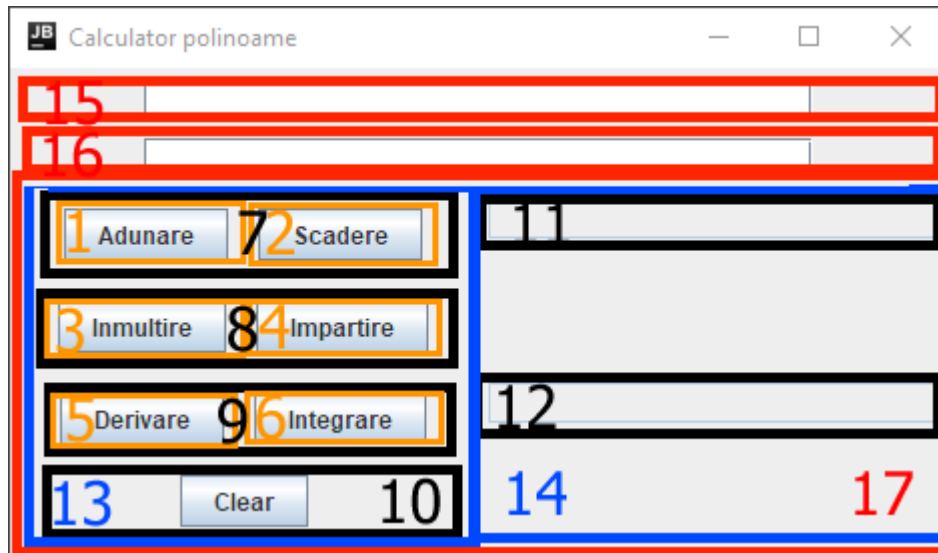 JB Calculator polinoame
15
16
1 Adunare 7 2 Scadere 11
3 Inmultire 8 4 Impartire
5 Derivare 9 6 Integrare 12
13 Clear 10 14 17